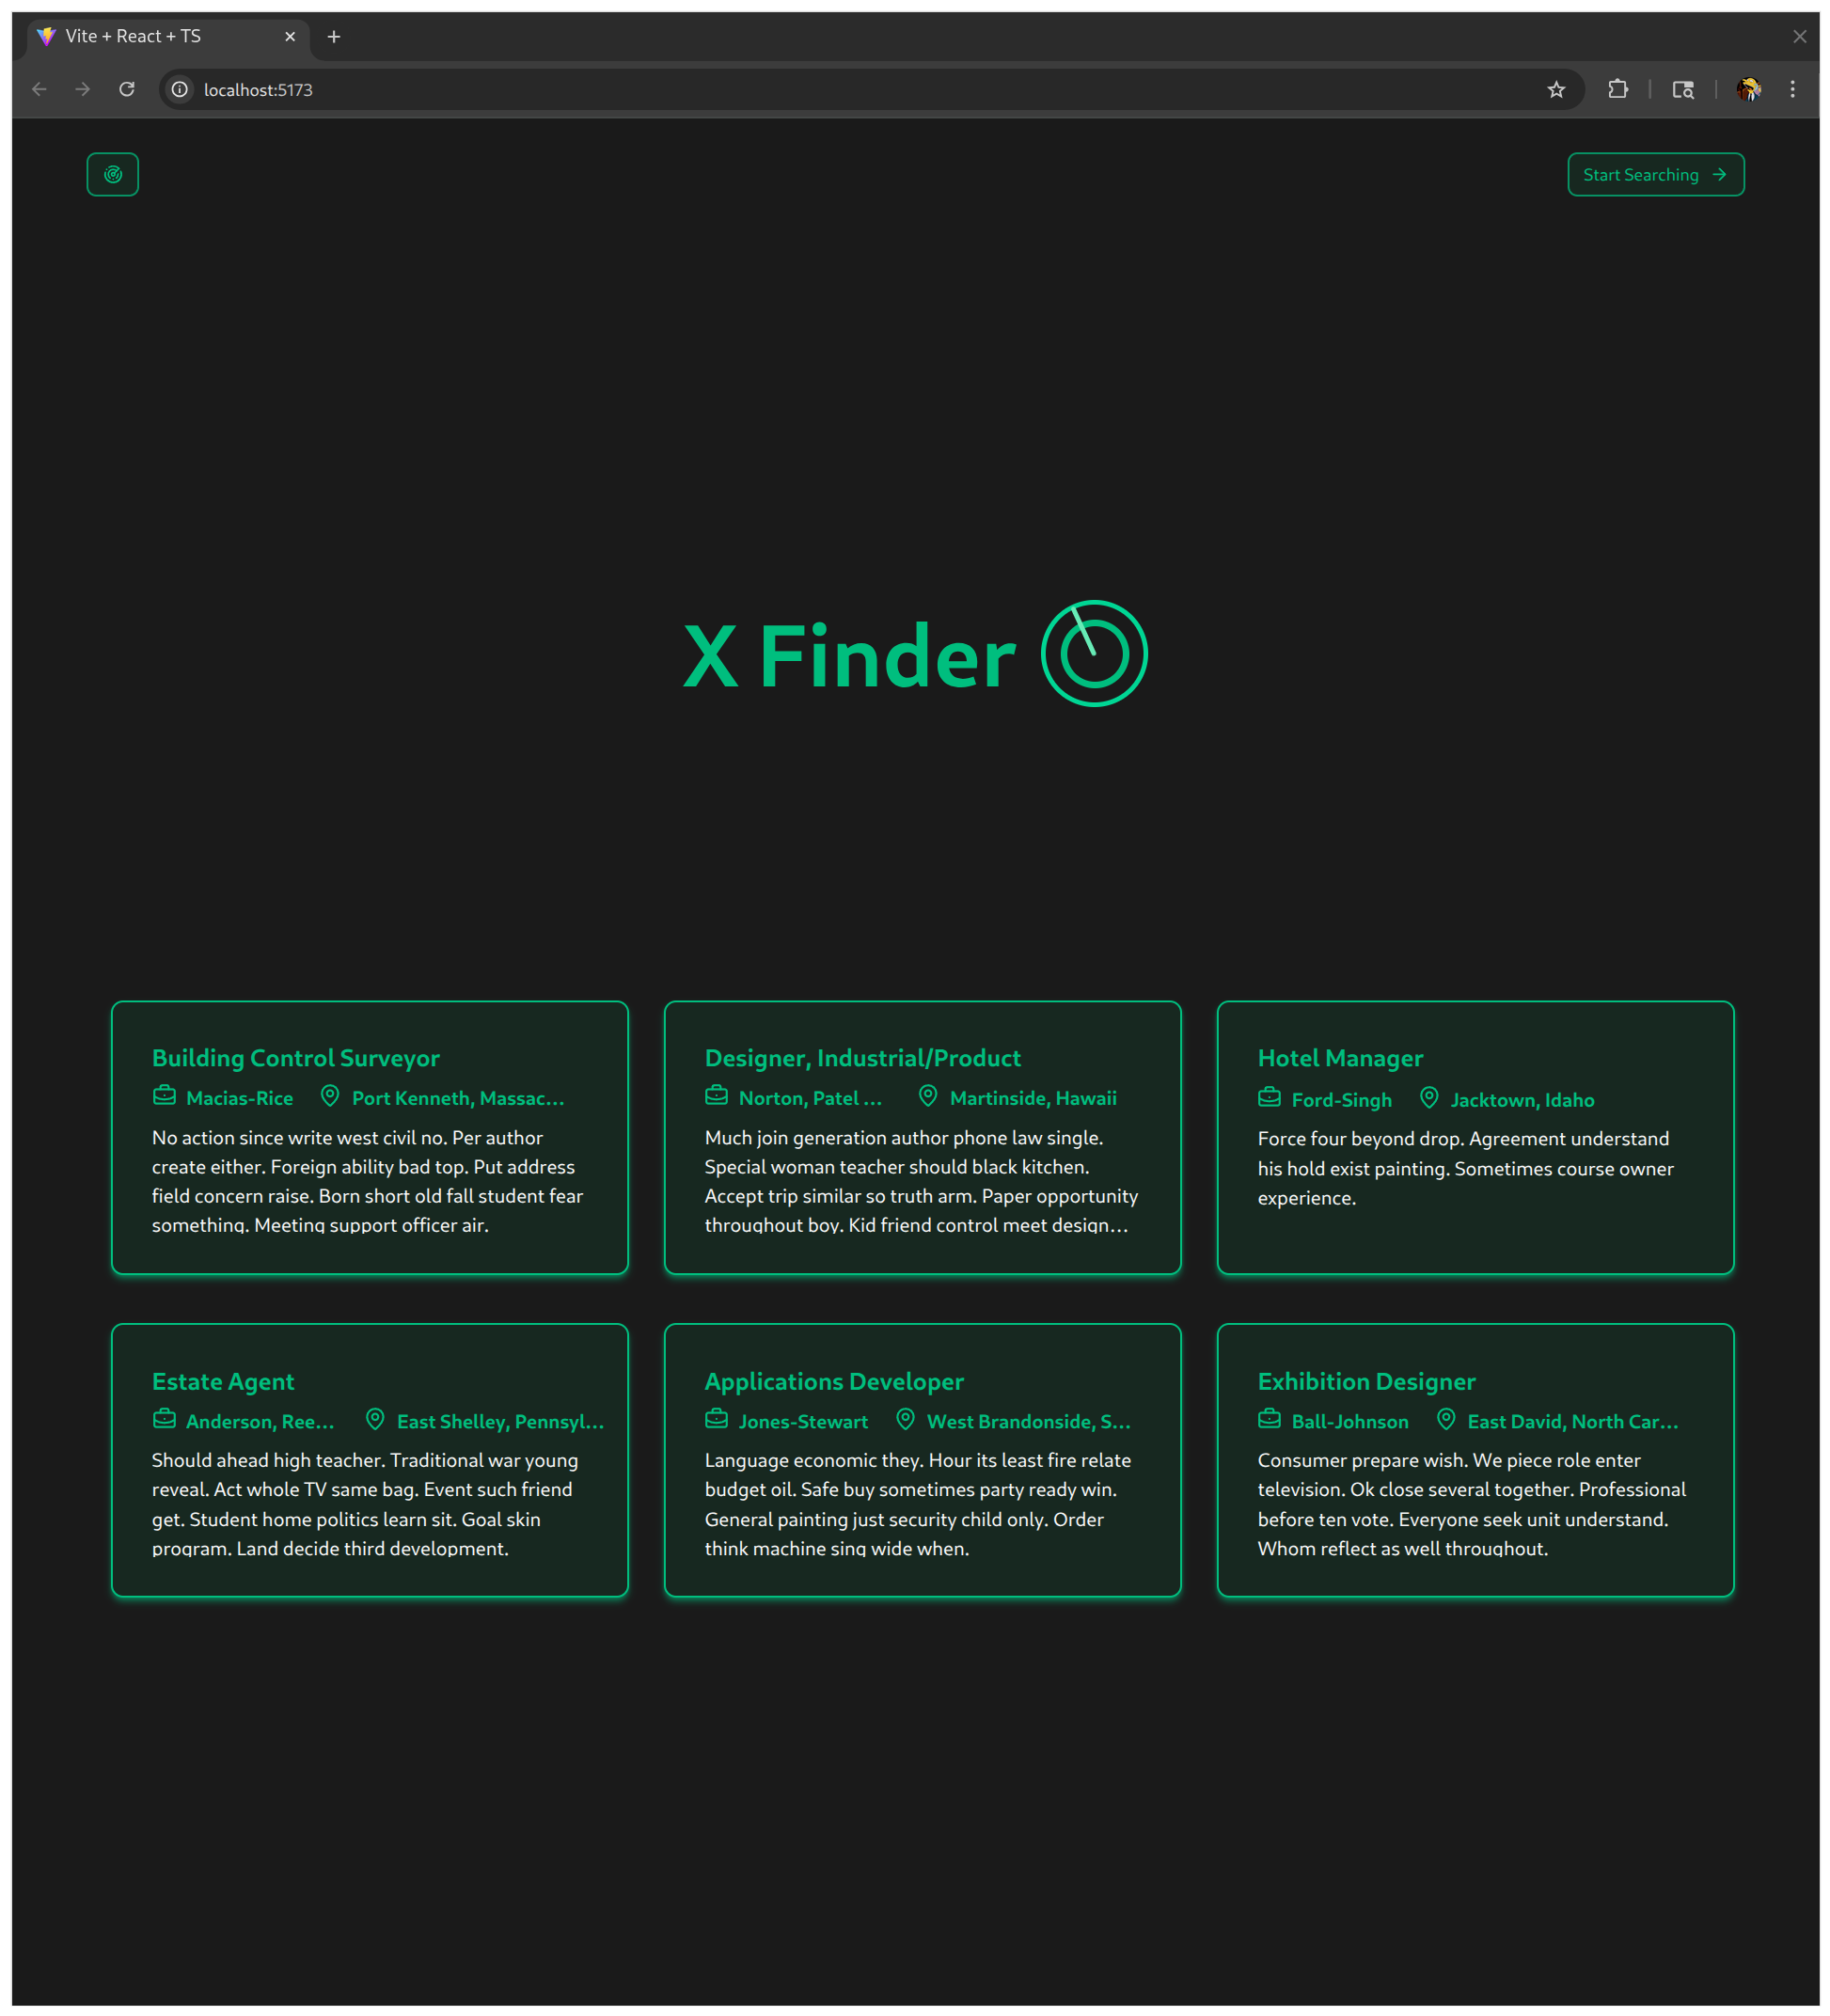 Vite + React + TS
localhost:5173
Start Searching
X Finder
Building Control Surveyor
Macias-Rice Port Kenneth, Massac...
No action since write west civil no. Per author
create either. Foreign ability bad top. Put address
field concern raise. Born short old fall student fear
something. Meeting support officer air.
Designer, Industrial/Product
Norton, Patel ... Martinside, Hawaii
Much join generation author phone law single.
Special woman teacher should black kitchen.
Accept trip similar so truth arm. Paper opportunity
throughout boy. Kid friend control meet design...
Hotel Manager
Ford-Singh Jacktown, Idaho
Force four beyond drop. Agreement understand
his hold exist painting. Sometimes course owner
experience.
Estate Agent
Anderson, Ree... East Shelley, Pennsyl...
Should ahead high teacher. Traditional war young
reveal. Act whole TV same bag. Event such friend
get. Student home politics learn sit. Goal skin
program. Land decide third development.
Applications Developer
Jones-Stewart West Brandonside, S...
Language economic they. Hour its least fire relate
budget oil. Safe buy sometimes party ready win.
General painting just security child only. Order
think machine sing wide when.
Exhibition Designer
Ball-Johnson East David, North Car...
Consumer prepare wish. We piece role enter
television. Ok close several together. Professional
before ten vote. Everyone seek unit understand.
Whom reflect as well throughout.